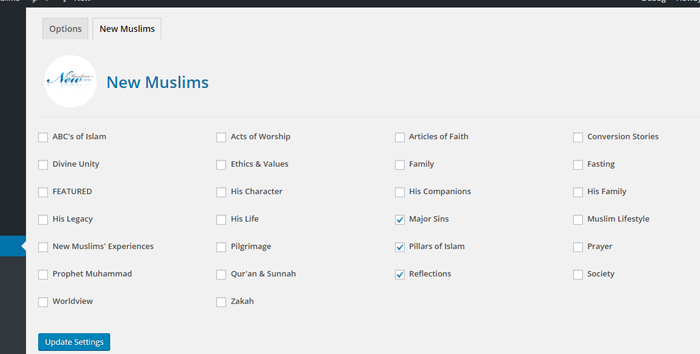 New
Options New Muslims
New
New Muslims
ABC's of Islam Acts of Worship Articles of Faith Conversion Stories
Divine Unity Ethics & Values Family Fasting
FEATURED His Character His Companions His Family
His Legacy His Life Major Sins Muslim Lifestyle
New Muslims' Experiences Pilgrimage Pillars of Islam Prayer
Prophet Muhammad Qur'an & Sunnah Reflections Society
Worldview Zakah
Update Settings